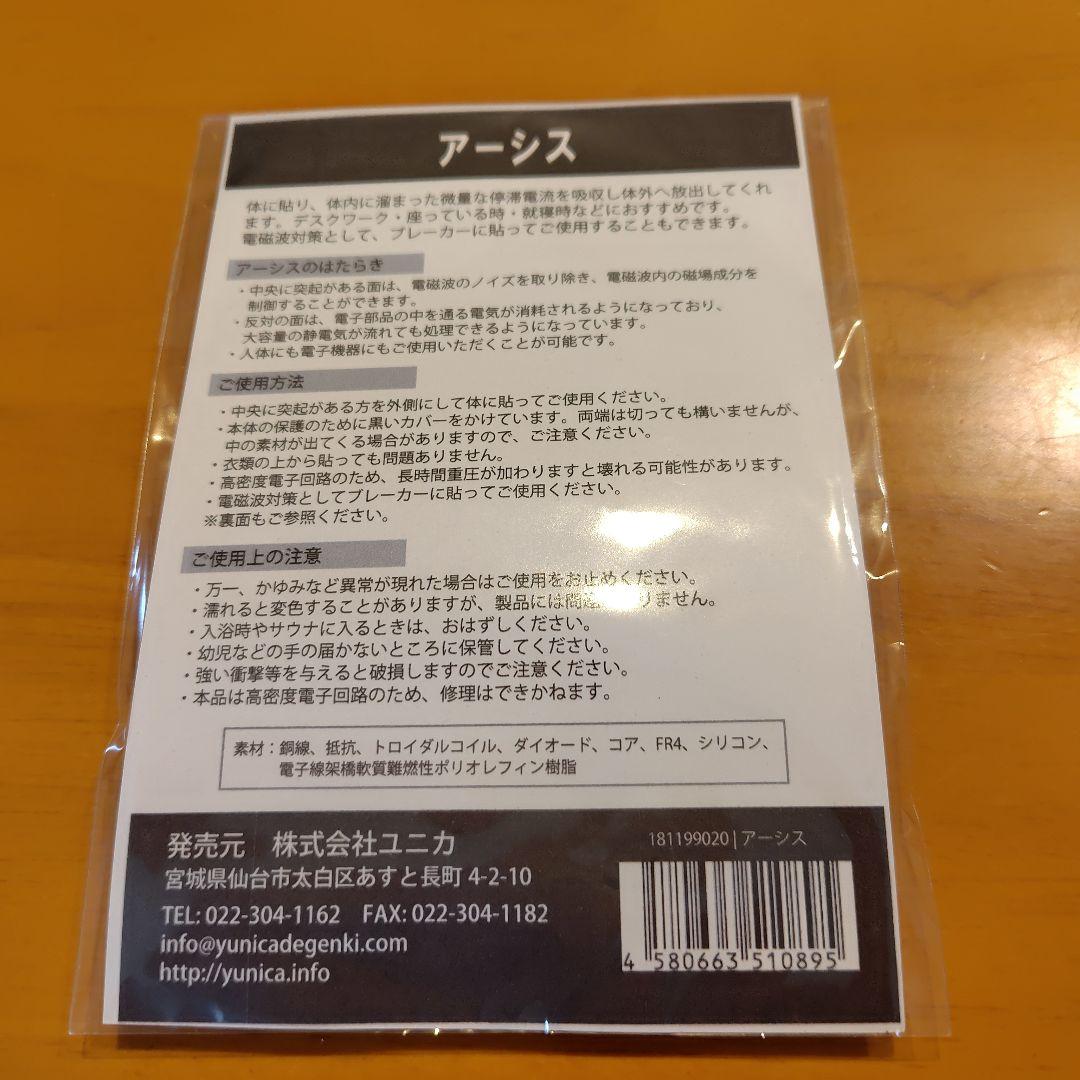 アーシス
体に貼り、体内に溜まった微量な停滞電流を吸収し体外へ放出してくれ
ます。デスクワーク・座っている時・就寝時などにおすすめです。
電磁波対策として、ブレーカーに貼ってご使用することもできます。
アーシスのはたらき
・中央に突起がある面は、電磁波のノイズを取り除き、電磁波内の磁場成分を
制御することができます。
・反対の面は、電子部品の中を通る電気が消耗されるようになっており、
大容量の静電気が流れても処理できるようになっています。
・人体にも電子機器にもご使用いただくことが可能です。
ご使用方法
・中央に突起がある方を外側にして体に貼ってご使用ください。
・本体の保護のために黒いカバーをかけています。両端は切っても構いませんが、
中の素材が出てくる場合がありますので、ご注意ください。
・衣類の上から貼っても問題ありません。
・高密度電子回路のため、長時間重圧が加わりますと壊れる可能性があります。
・電磁波対策としてブレーカーに貼ってご使用ください。
※裏面もご参照ください。
ご使用上の注意
・万一、かゆみなど異常が現れた場合はご使用をお止めください。
・濡れると変色することがありますが、製品には問題ありません。
・入浴時やサウナに入るときは、おはずしください。
・幼児などの手の届かないところに保管してください。
・強い衝撃等を与えると破損しますのでご注意ください。
・本品は高密度電子回路のため、修理はできかねます。
素材：銅線、抵抗、トロイダルコイル、ダイオード、コア、FR4、シリコン、
電子線架橋軟質難燃性ポリオレフィン樹脂
発売元　株式会社ユニカ
宮城県仙台市太白区あすと長町 4-2-10
TEL: 022-304-1162　FAX: 022-304-1182
info@yunicadegenki.com
http://yunica.info
181199020|アーシス
4 580663 510895